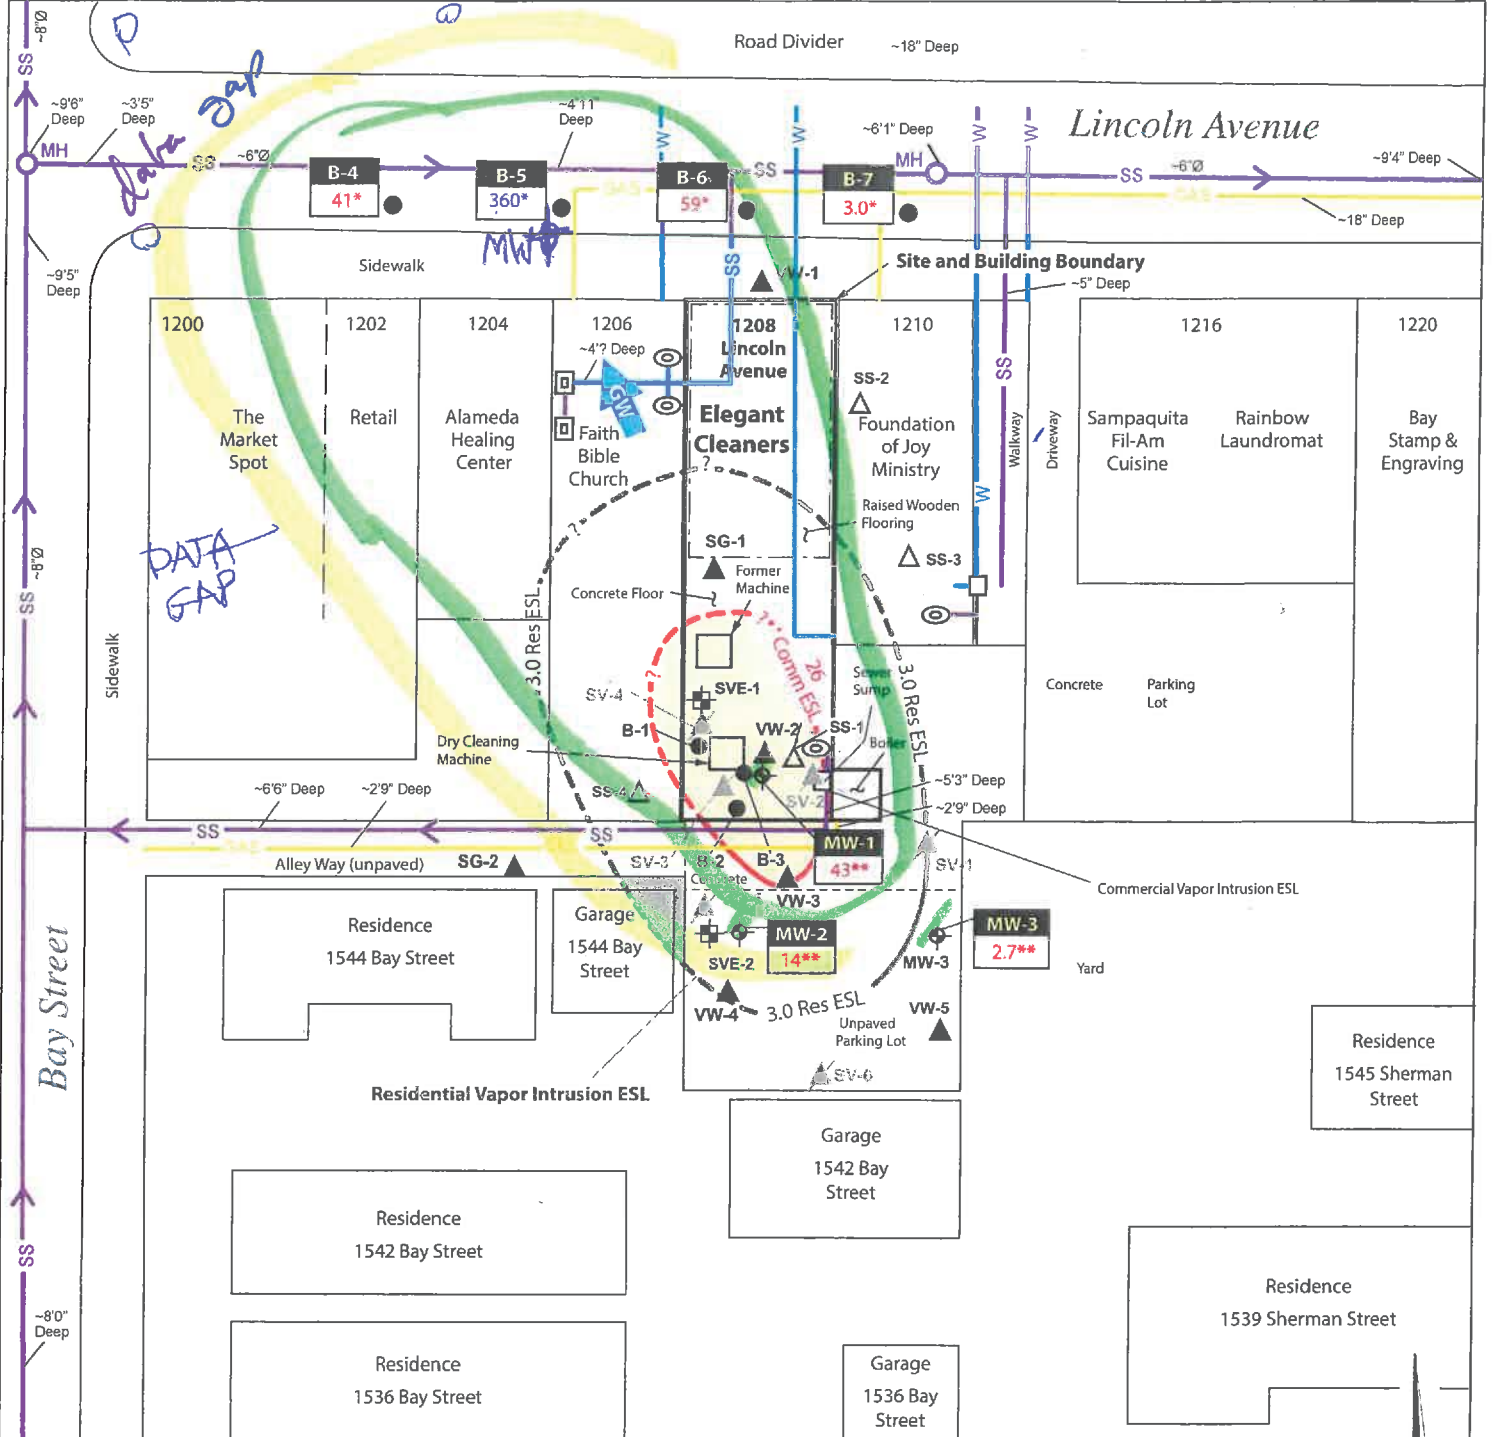 ~8"Ø
SS
P
Road Divider
~18" Deep
gap
data
~9'6"
Deep
~3'5"
Deep
~4'11
Deep
W
W
W
W
~6'1" Deep
Lincoln Avenue
MH
SS
~6"Ø
B-4
41*
B-5
360*
B-6
59*
SS
B-7
3.0*
MH
SS
~6"Ø
~9'4" Deep
GAS
GAS
~18" Deep
MW
~9'5"
Deep
Sidewalk
SS
VW-1
Site and Building Boundary
~5" Deep
1200
1202
1204
1206
1208
Lincoln
Avenue
1210
1216
1220
~4'? Deep
GW
SS-2
SS
The
Market
Spot
Retail
Alameda
Healing
Center
Faith
Bible
Church
Elegant
Cleaners
Foundation
of Joy
Ministry
Walkway
Driveway
Sampaquita
Fil-Am
Cuisine
Rainbow
Laundromat
Bay
Stamp &
Engraving
?
?
W
Raised Wooden
Flooring
DATA
GAP
~8"Ø
SS
SG-1
SS-3
Former
Machine
Concrete Floor
3.0 Res ESL
?**
26
Comm ESL
?
Sidewalk
Sewer
Sump
3.0 Res ESL
Concrete
Parking
Lot
SV-4
SVE-1
B-1
VW-2
SS-1
Boiler
Dry Cleaning
Machine
~6'6" Deep
~2'9" Deep
SS-4
SV-2
~5'3" Deep
~2'9" Deep
SS
SS
GAS
MW-1
43**
Alley Way (unpaved)
SG-2
SV-3
B-2
B-3
SV-1
Concrete
Commercial Vapor Intrusion ESL
VW-3
Residence
1544 Bay Street
Garage
1544 Bay
Street
MW-2
14**
SVE-2
MW-3
MW-3
2.7**
Yard
VW-4
3.0 Res ESL
VW-5
Unpaved
Parking Lot
Bay Street
SV-6
Residential Vapor Intrusion ESL
Residence
1545 Sherman
Street
Garage
1542 Bay
Street
Residence
1542 Bay Street
SS
~8'0"
Deep
Residence
1539 Sherman Street
Residence
1536 Bay Street
Garage
1536 Bay
Street